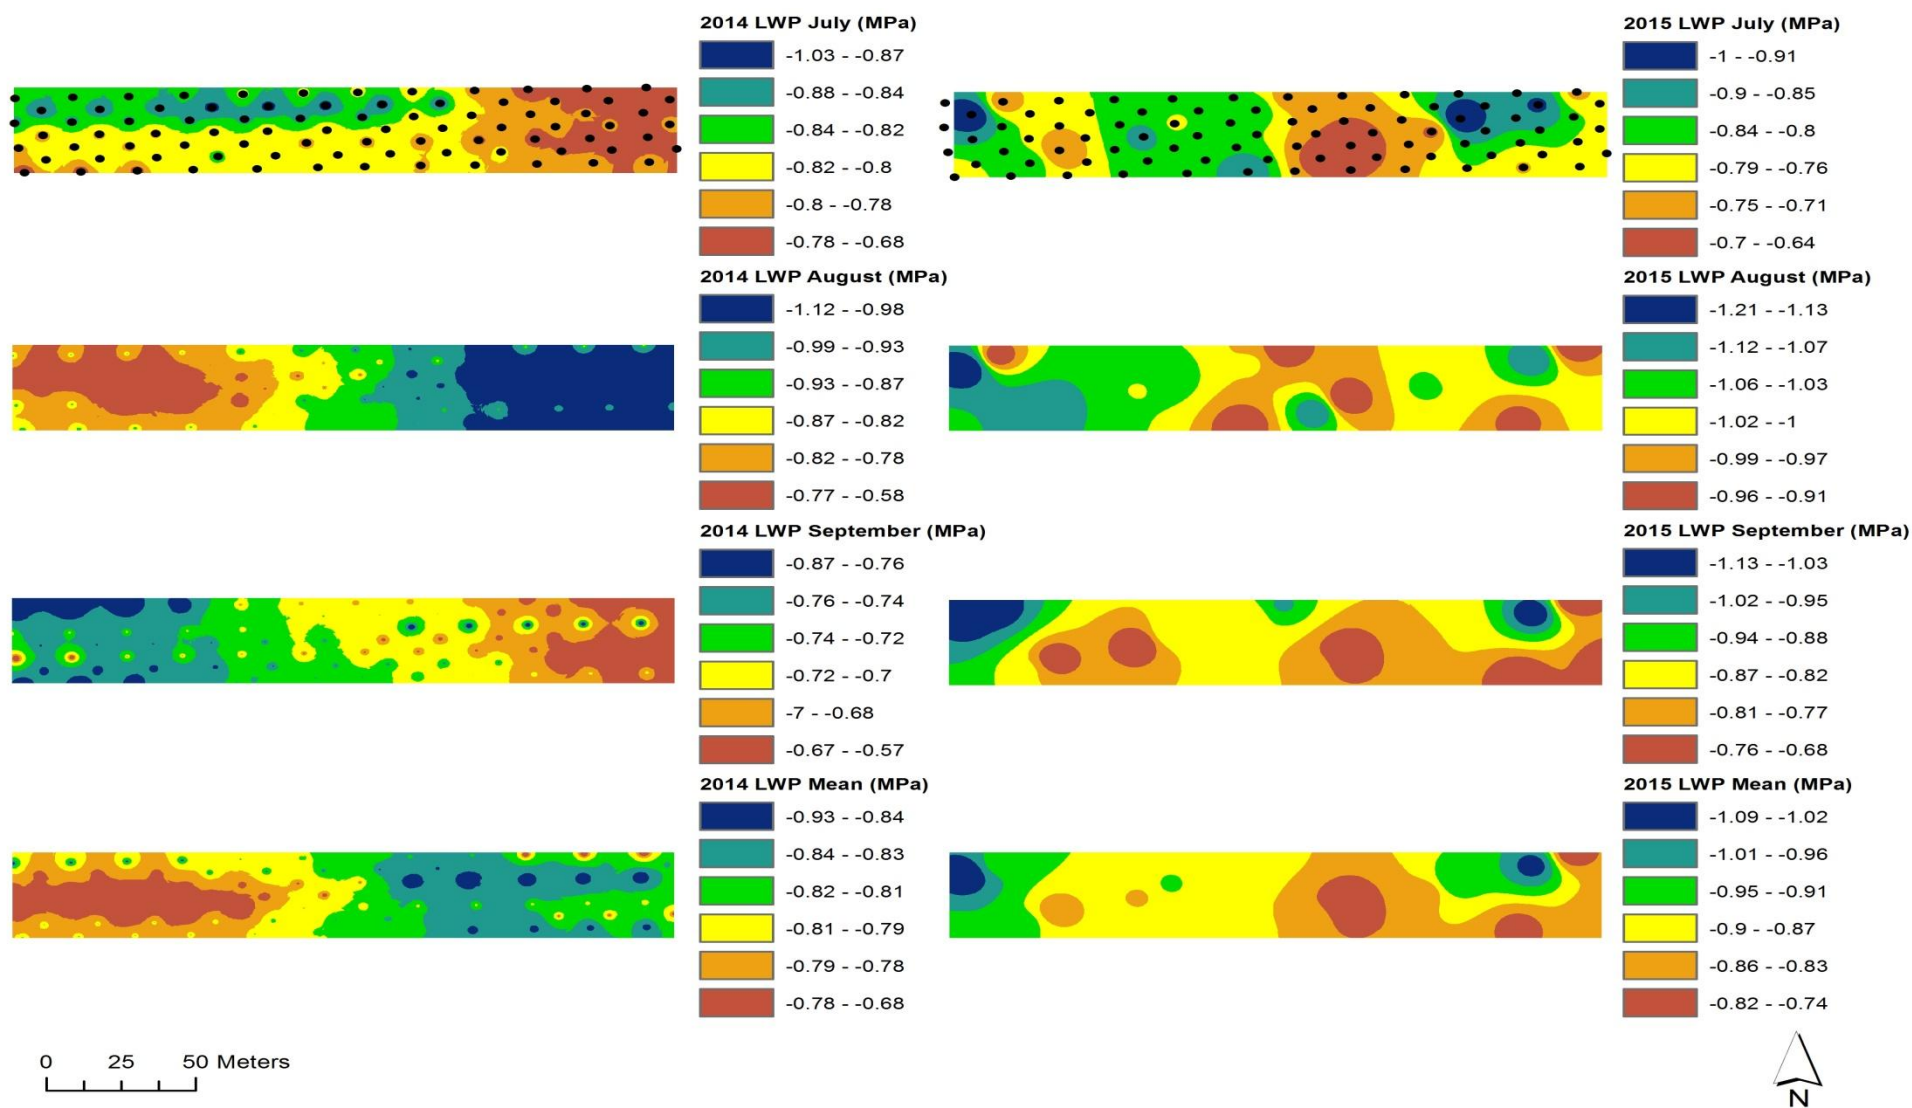 2014 LWP July (MPa)
-1.03 - -0.87
-0.88 - -0.84
-0.84 - -0.82
-0.82 - -0.8
-0.8 - -0.78
-0.78 - -0.68
2014 LWP August (MPa)
-1.12 - -0.98
-0.99 - -0.93
-0.93 - -0.87
-0.87 - -0.82
-0.82 - -0.78
-0.77 - -0.58
2014 LWP September (MPa)
-0.87 - -0.76
-0.76 - -0.74
-0.74 - -0.72
-0.72 - -0.7
-7 - -0.68
-0.67 - -0.57
2014 LWP Mean (MPa)
-0.93 - -0.84
-0.84 - -0.83
-0.82 - -0.81
-0.81 - -0.79
-0.79 - -0.78
-0.78 - -0.68
2015 LWP July (MPa)
-1 - -0.91
-0.9 - -0.85
-0.84 - -0.8
-0.79 - -0.76
-0.75 - -0.71
-0.7 - -0.64
2015 LWP August (MPa)
-1.21 - -1.13
-1.12 - -1.07
-1.06 - -1.03
-1.02 - -1
-0.99 - -0.97
-0.96 - -0.91
2015 LWP September (MPa)
-1.13 - -1.03
-1.02 - -0.95
-0.94 - -0.88
-0.87 - -0.82
-0.81 - -0.77
-0.76 - -0.68
2015 LWP Mean (MPa)
-1.09 - -1.02
-1.01 - -0.96
-0.95 - -0.91
-0.9 - -0.87
-0.86 - -0.83
-0.82 - -0.74
0 25 50 Meters
N